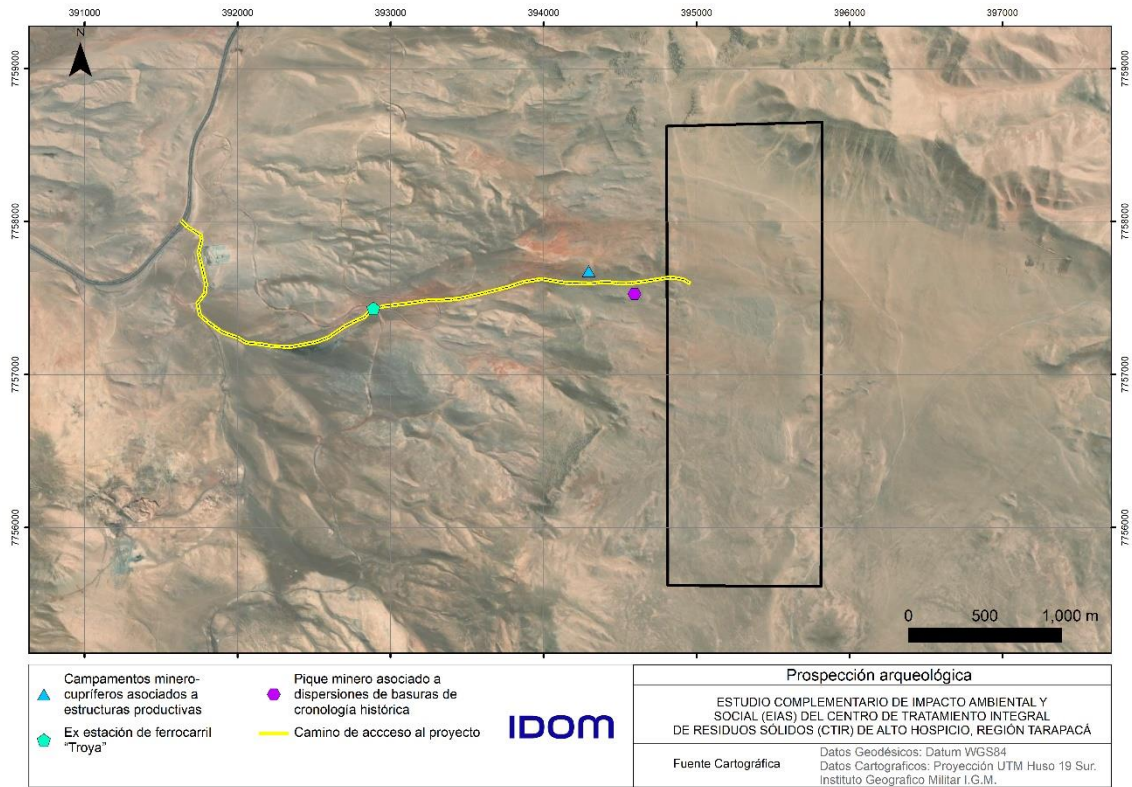 391000 392000 393000 394000 395000 396000 397000
N
7759000 7759000
7758000 7758000
7757000 7757000
7756000 7756000
0 500 1,000 m
Campamentos minero-
cupríferos asociados a
estructuras productivas
Ex estación de ferrocarril
"Troya"
Pique minero asociado a
dispersiones de basuras de
cronología histórica
Camino de accceso al proyecto
IDOM
Prospección arqueológica
ESTUDIO COMPLEMENTARIO DE IMPACTO AMBIENTAL Y
SOCIAL (EIAS) DEL CENTRO DE TRATAMIENTO INTEGRAL
DE RESIDUOS SÓLIDOS (CTIR) DE ALTO HOSPICIO, REGIÓN TARAPACÁ
Fuente Cartográfica
Datos Geodésicos: Datum WGS84
Datos Cartograficos: Proyección UTM Huso 19 Sur.
Instituto Geografico Militar I.G.M.